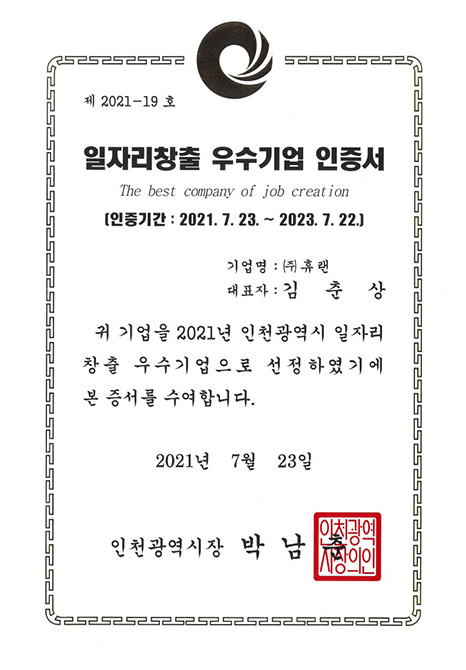 제 2021-19 호
일자리창출 우수기업 인증서
The best company of job creation
(인증기간 : 2021. 7. 23. ~ 2023. 7. 22.)
기업명 : ㈜휴랜
대표자 : 김 춘 상
귀 기업을 2021년 인천광역시 일자리
창출 우수기업으로 선정하였기에
본 증서를 수여합니다.
2021년 7월 23일
인천광역시장 박 남 춘
인천광역
시장의인